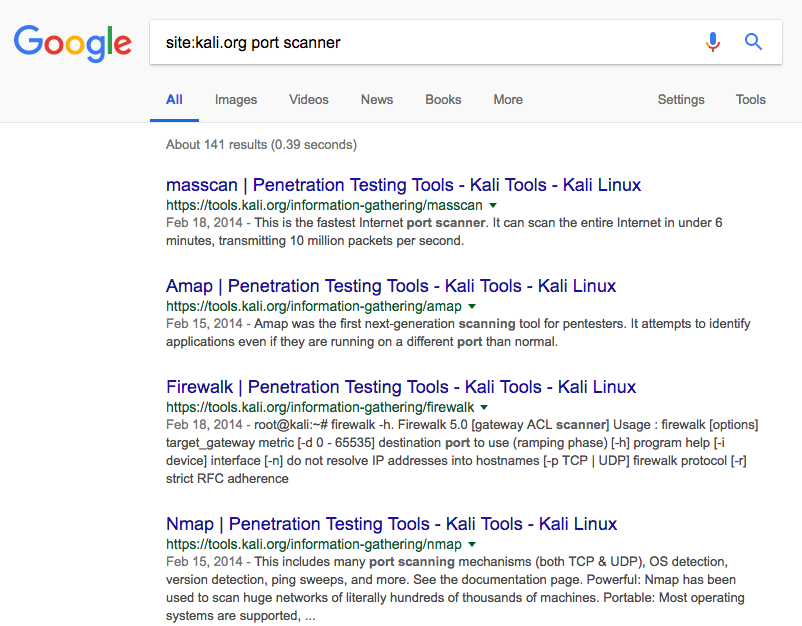 Google
site:kali.org port scanner
All Images Videos News Books More Settings Tools
About 141 results (0.39 seconds)
masscan | Penetration Testing Tools - Kali Tools - Kali Linux
https://tools.kali.org/information-gathering/masscan
Feb 18, 2014 - This is the fastest Internet port scanner. It can scan the entire Internet in under 6
minutes, transmitting 10 million packets per second.
Amap | Penetration Testing Tools - Kali Tools - Kali Linux
https://tools.kali.org/information-gathering/amap
Feb 15, 2014 - Amap was the first next-generation scanning tool for pentesters. It attempts to identify
applications even if they are running on a different port than normal.
Firewalk | Penetration Testing Tools - Kali Tools - Kali Linux
https://tools.kali.org/information-gathering/firewalk
Feb 18, 2014 - root@kali:~# firewalk -h. Firewalk 5.0 [gateway ACL scanner] Usage : firewalk [options]
target_gateway metric [-d 0 - 65535] destination port to use (ramping phase) [-h] program help [-i
device] interface [-n] do not resolve IP addresses into hostnames [-p TCP | UDP] firewalk protocol [-r]
strict RFC adherence
Nmap | Penetration Testing Tools - Kali Tools - Kali Linux
https://tools.kali.org/information-gathering/nmap
Feb 15, 2014 - This includes many port scanning mechanisms (both TCP & UDP), OS detection,
version detection, ping sweeps, and more. See the documentation page. Powerful: Nmap has been
used to scan huge networks of literally hundreds of thousands of machines. Portable: Most operating
systems are supported, ...